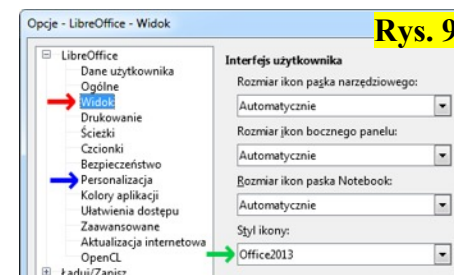 Opcje - LibreOffice - Widok
Rys. 9
LibreOffice
Dane użytkownika
Ogólne
Widok
Drukowanie
Ścieżki
Czcionki
Bezpieczeństwo
Personalizacja
Kolory aplikacji
Ułatwienia dostępu
Zaawansowane
Aktualizacja internetowa
OpenCL
Ładuj/Zapisz
Interfejs użytkownika
Rozmiar ikon paska narzędziowego:
Automatycznie
Rozmiar ikon bocznego panelu:
Automatycznie
Rozmiar ikon paska Notebook:
Automatycznie
Styl ikony:
Office2013